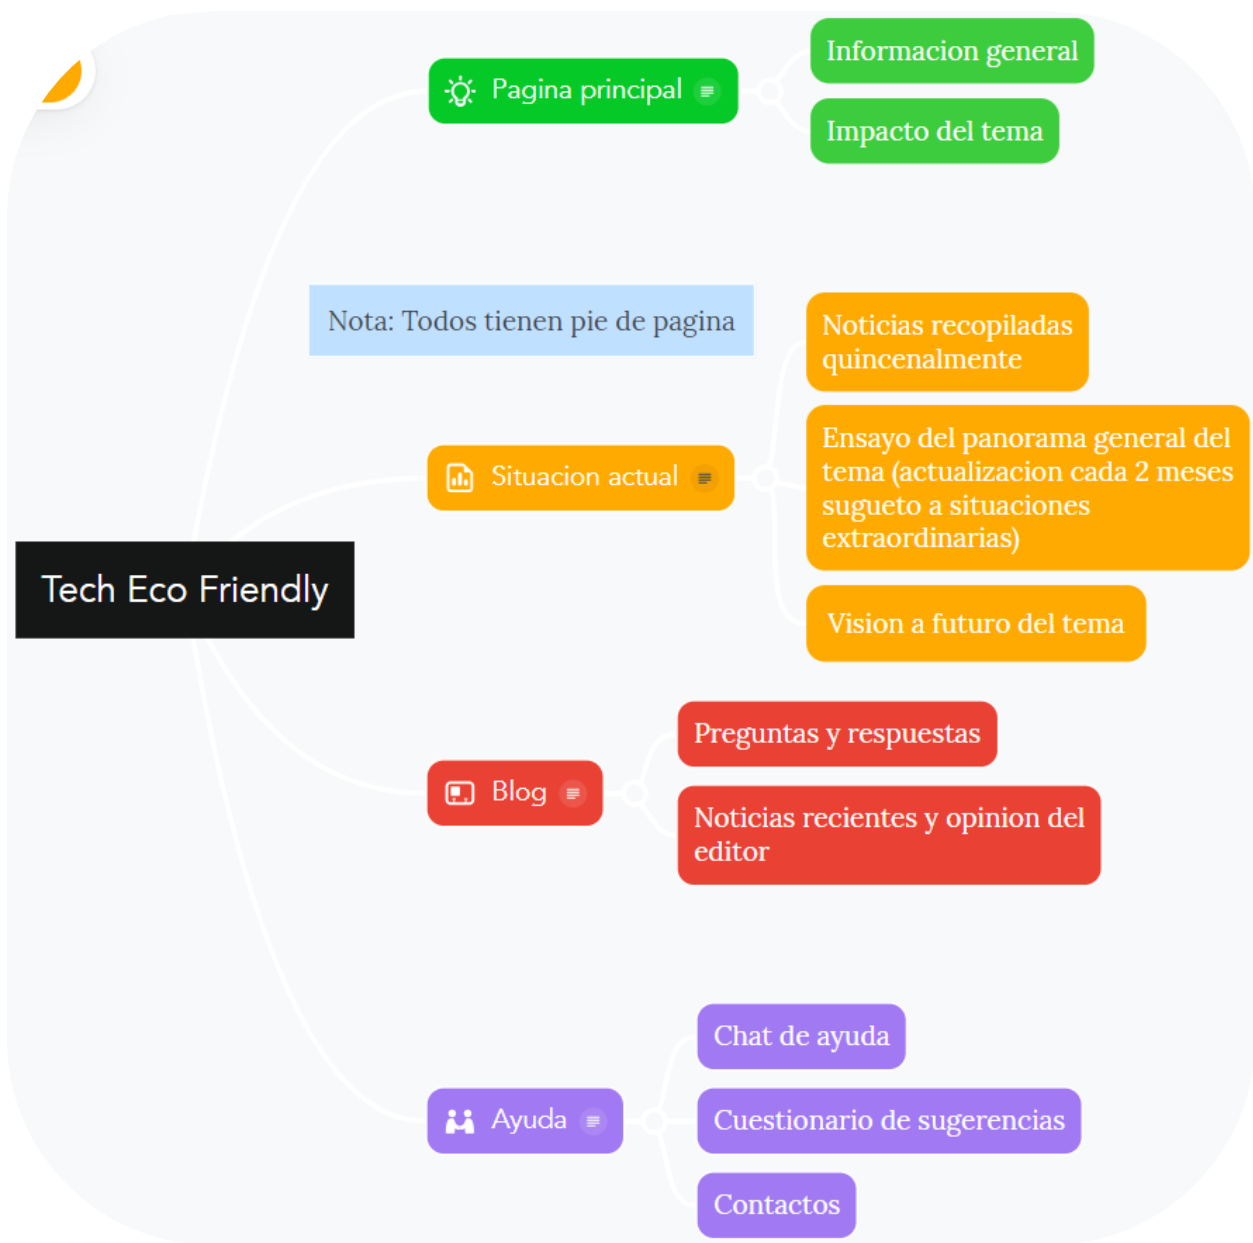 Pagina principal
Informacion general
Impacto del tema
Nota: Todos tienen pie de pagina
Situacion actual
Noticias recopiladas
quincenalmente
Ensayo del panorama general del
tema (actualizacion cada 2 meses
sugueto a situaciones
extraordinarias)
Vision a futuro del tema
Tech Eco Friendly
Blog
Preguntas y respuestas
Noticias recientes y opinion del
editor
Ayuda
Chat de ayuda
Cuestionario de sugerencias
Contactos